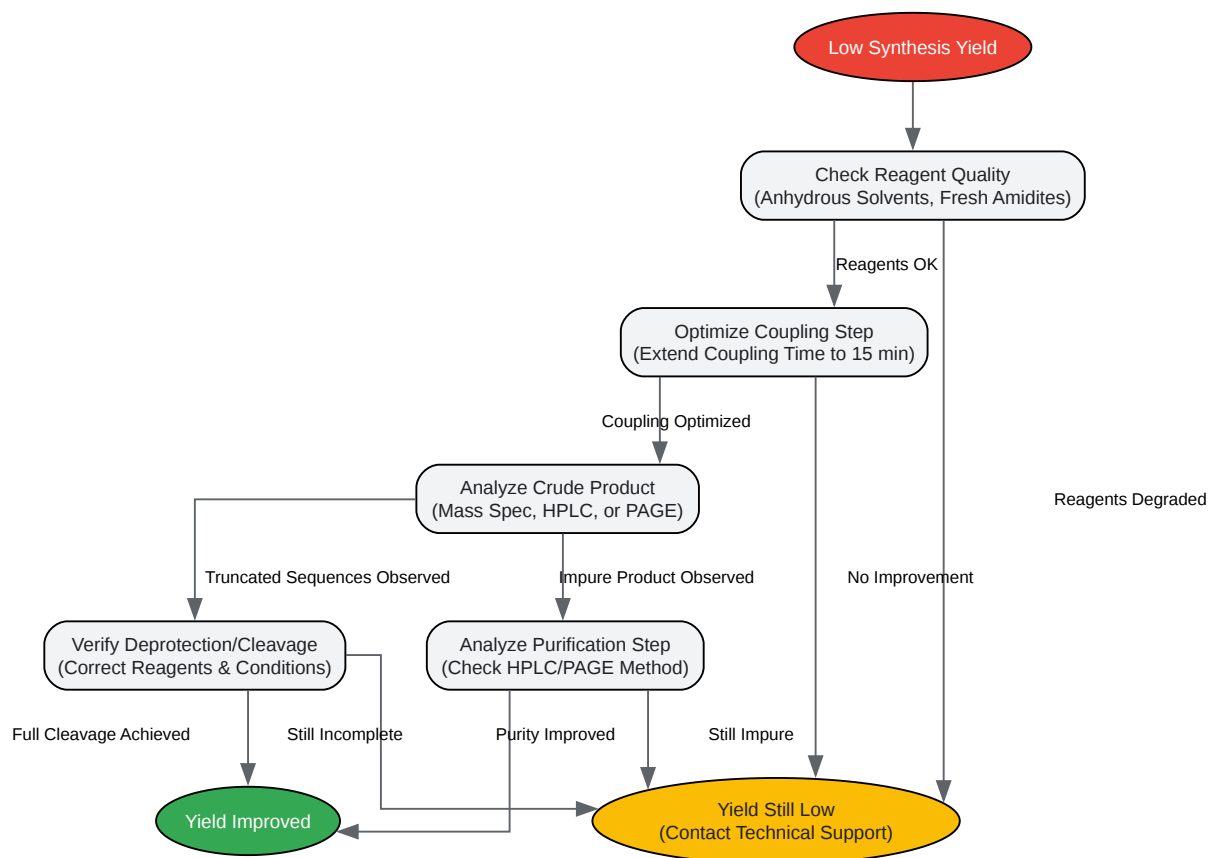 Low Synthesis Yield
Check Reagent Quality
(Anhydrous Solvents, Fresh Amidites)
Reagents OK
Optimize Coupling Step
(Extend Coupling Time to 15 min)
Coupling Optimized
Analyze Crude Product
(Mass Spec, HPLC, or PAGE)
Reagents Degraded
Truncated Sequences Observed
Impure Product Observed
No Improvement
Verify Deprotection/Cleavage
(Correct Reagents & Conditions)
Analyze Purification Step
(Check HPLC/PAGE Method)
Full Cleavage Achieved
Still Incomplete
Purity Improved
Still Impure
Yield Improved
Yield Still Low
(Contact Technical Support)